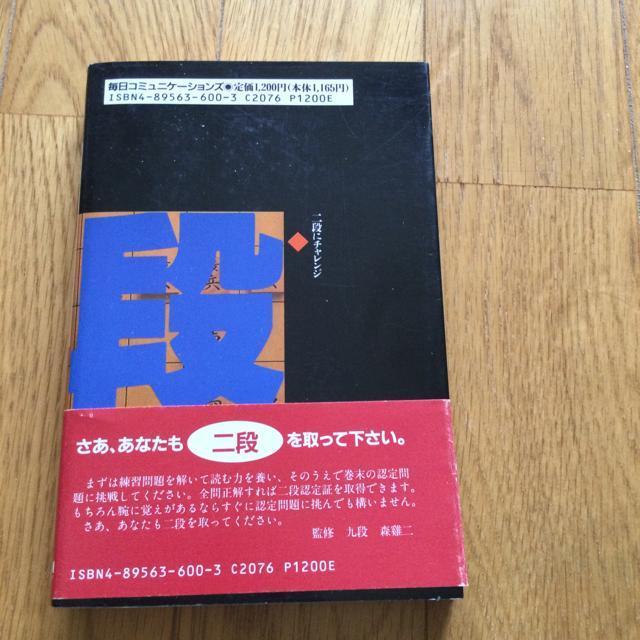 毎日コミュニケーションズ●定価1,200円(本体1,165円)
ISBN4-89563-600-3 C2076 P1200E
二段にチャレンジ
段
兵
さあ、あなたも 二段 を取って下さい。
まずは練習問題を解いて読む力を養い、そのうえで巻末の認定問
題に挑戦してください。全問正解すれば二段認定証を取得できます。
もちろん腕に覚えがあるならすぐに認定問題に挑んでも構いません。
さあ、あなたも二段を取ってください。
監修 九段 森雞二
ISBN4-89563-600-3 C2076 P1200E